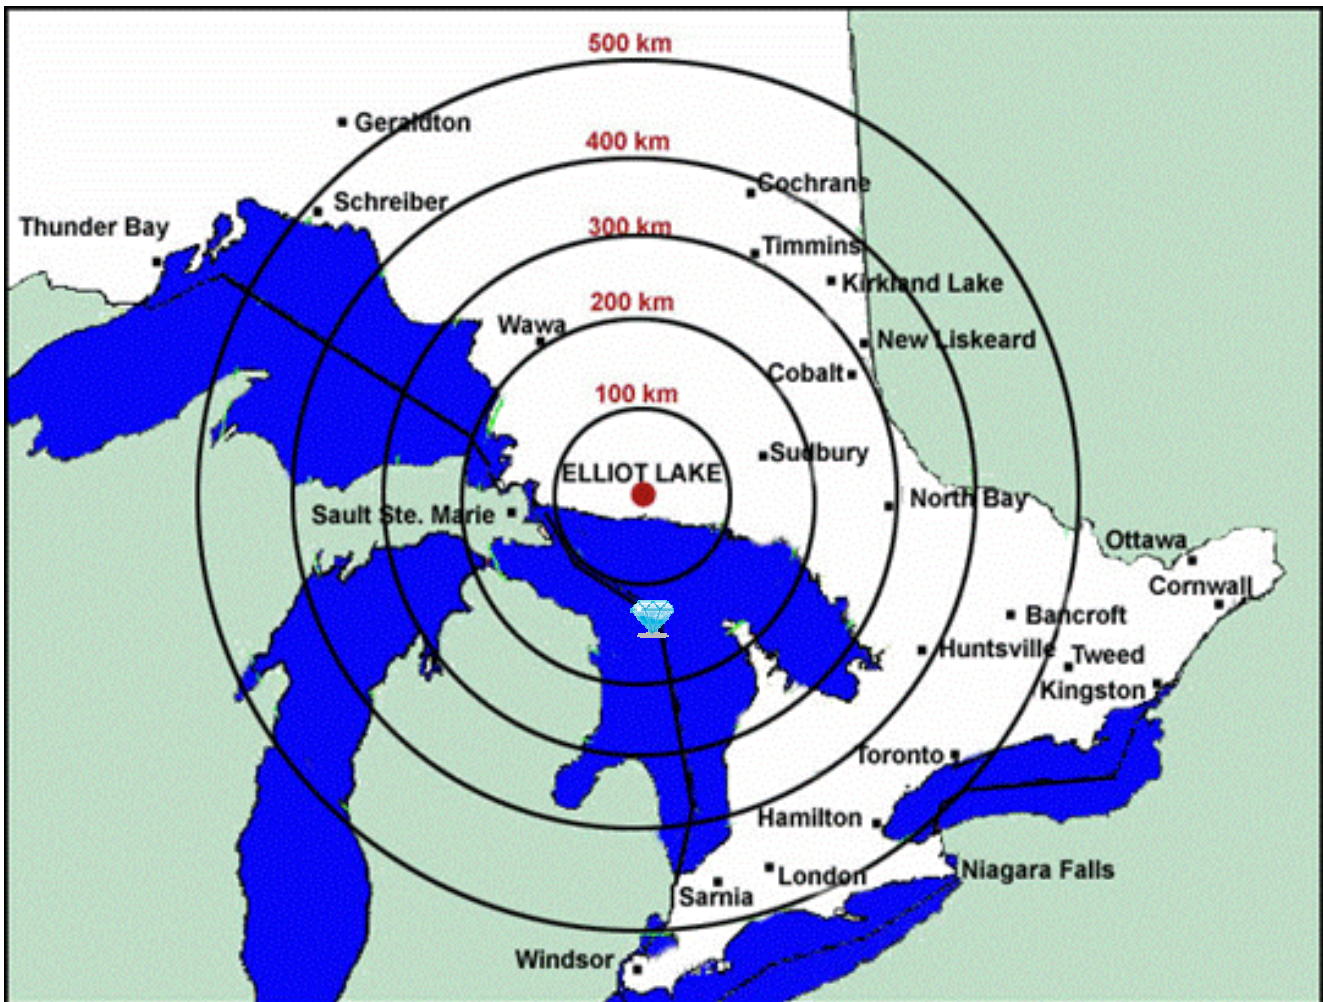 500 km
Geraldton
400 km
Cochrane
Schreiber
Thunder Bay
300 km
Timmins
Kirkland Lake
200 km
Wawa
New Liskeard
Cobalt
100 km
Sudbury
ELLIOT LAKE
North Bay
Sault Ste. Marie
Ottawa
Cornwall
Bancroft
Huntsville
Tweed
Kingston
Toronto
Hamilton
Niagara Falls
London
Sarnia
Windsor